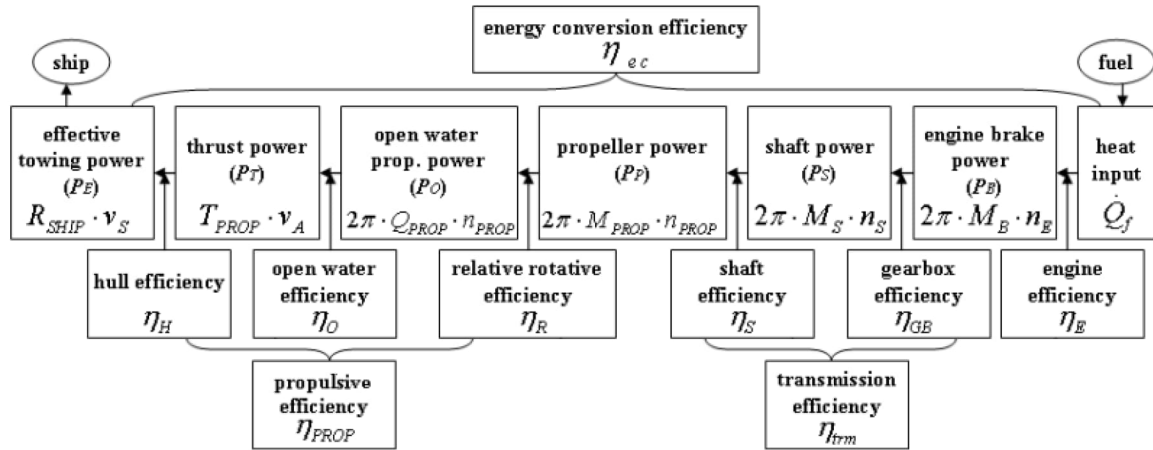 energy conversion efficiency
η ec
ship
fuel
effective
towing power
(P_E)
R_SHIP · v_S
thrust power
(P_T)
T_PROP · v_A
open water
prop. power
(P_O)
2π · Q_PROP · n_PROP
propeller power
(P_P)
2π · M_PROP · n_PROP
shaft power
(P_S)
2π · M_S · n_S
engine brake
power
(P_B)
2π · M_B · n_E
heat
input
Q̇_f
hull efficiency
η_H
open water
efficiency
η_O
relative rotative
efficiency
η_R
shaft
efficiency
η_S
gearbox
efficiency
η_GB
engine
efficiency
η_E
propulsive
efficiency
η_PROP
transmission
efficiency
η_trm